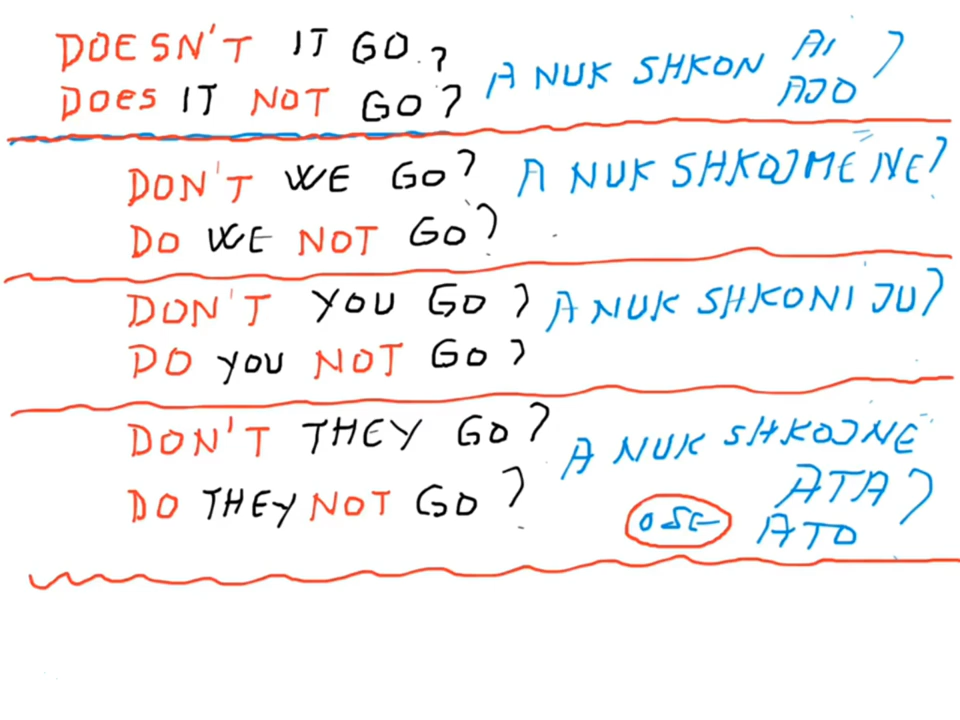 DOESN'T IT GO? A NUK SHKON AI ?
DOES IT NOT GO? AJO
DON'T WE GO? A NUK SHKOJMË NE?
DO WE NOT GO?
DON'T YOU GO? A NUK SHKONI JU?
DO YOU NOT GO?
DON'T THEY GO? A NUK SHKOJNË
ATA?
DO THEY NOT GO? OSE ATO